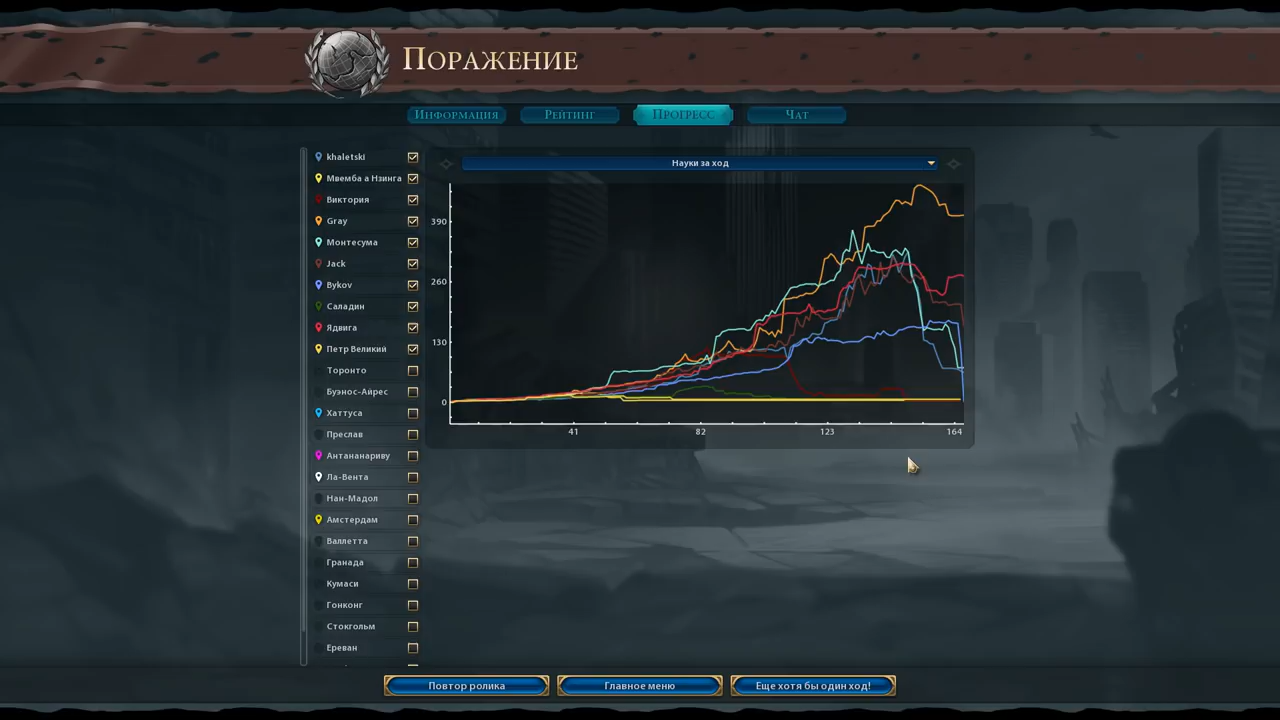 Поражение
Информация
Рейтинг
Прогресс
Чат
khaletski
Мвемба а Нзинга
Виктория
Gray
Монтесума
Jack
Bykov
Саладин
Ядвига
Петр Великий
Торонто
Буэнос-Айрес
Хаттуса
Преслав
Антананариву
Ла-Вента
Нан-Мадол
Амстердам
Валлетта
Гранада
Кумаси
Гонконг
Стокгольм
Ереван
Науки за ход
390
260
130
0
41
82
123
164
Повтор ролика
Главное меню
Еще хотя бы один ход!